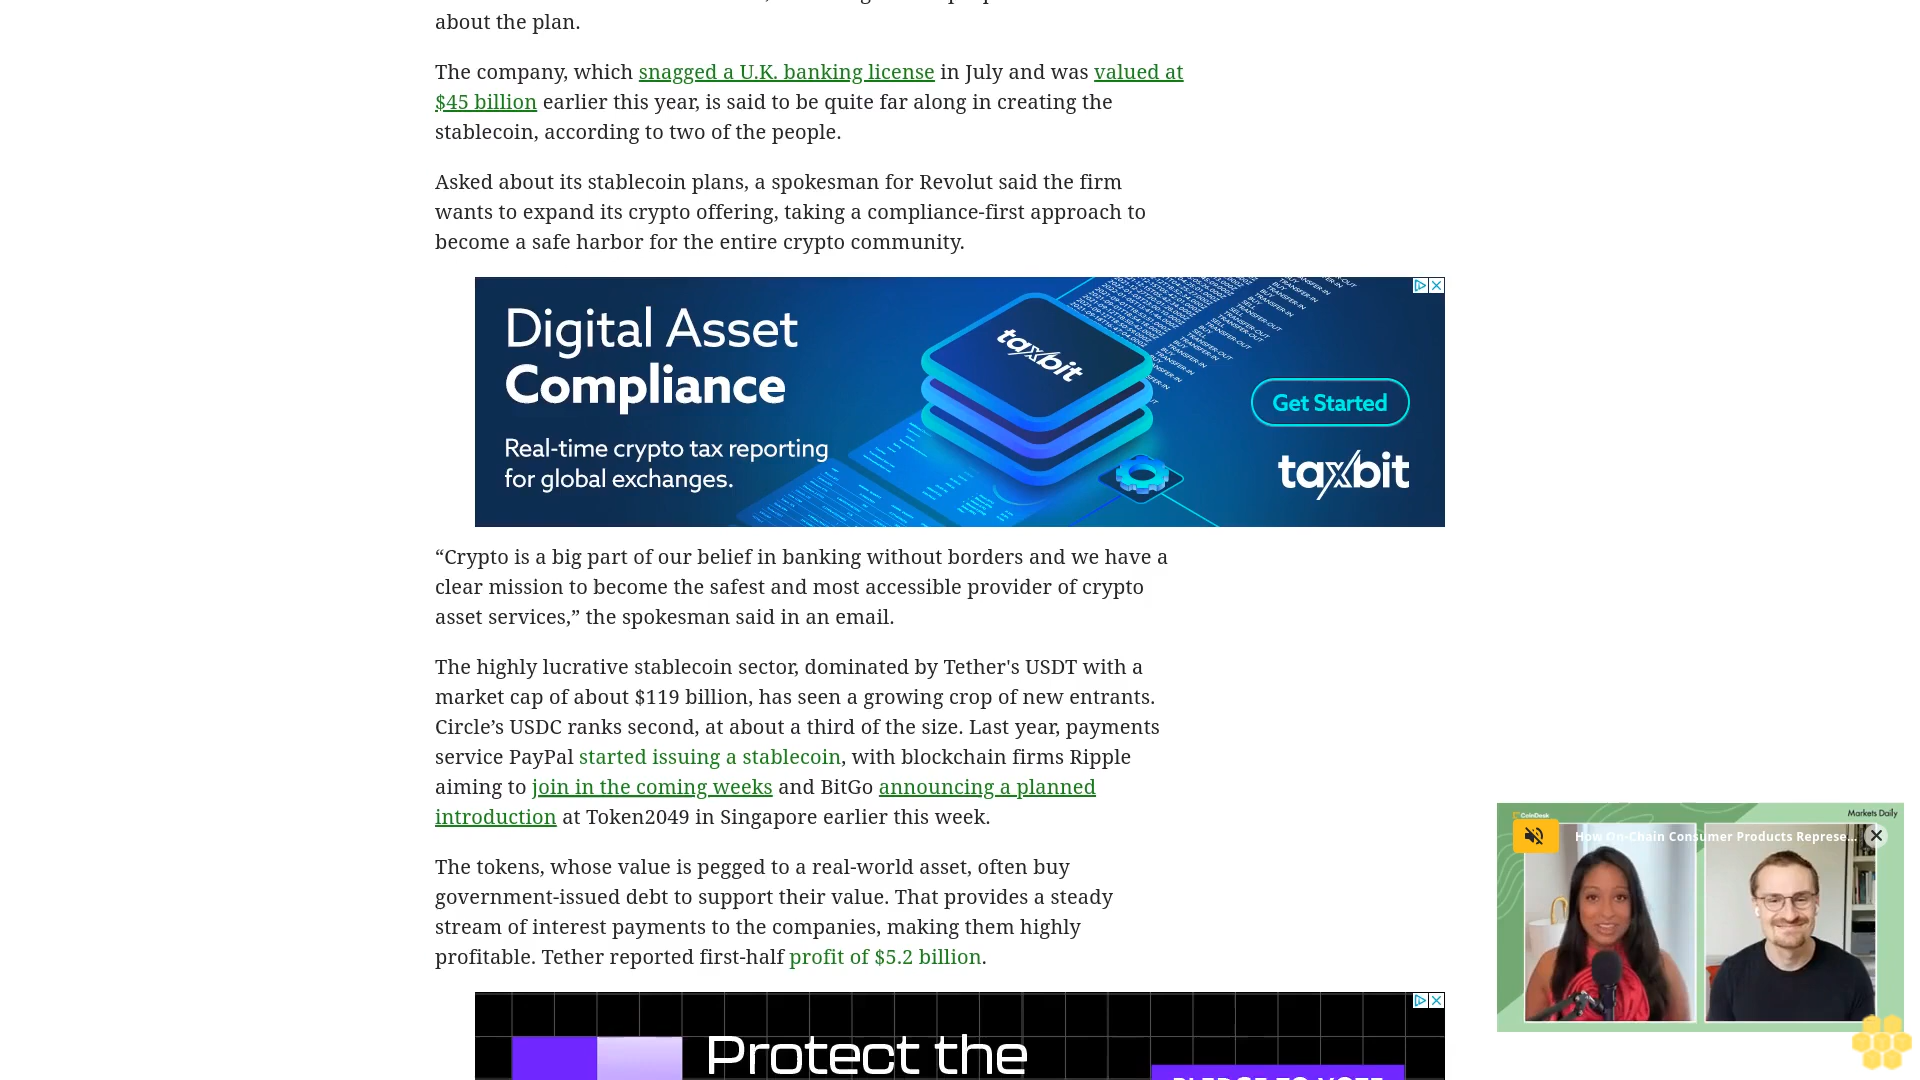 about the plan.
The company, which snagged a U.K. banking license in July and was valued at
$45 billion earlier this year, is said to be quite far along in creating the
stablecoin, according to two of the people.
Asked about its stablecoin plans, a spokesman for Revolut said the firm
wants to expand its crypto offering, taking a compliance-first approach to
become a safe harbor for the entire crypto community.
Digital Asset
Compliance
Real-time crypto tax reporting
for global exchanges.
taxbit
Get Started
taxbit
“Crypto is a big part of our belief in banking without borders and we have a
clear mission to become the safest and most accessible provider of crypto
asset services,” the spokesman said in an email.
The highly lucrative stablecoin sector, dominated by Tether's USDT with a
market cap of about $119 billion, has seen a growing crop of new entrants.
Circle’s USDC ranks second, at about a third of the size. Last year, payments
service PayPal started issuing a stablecoin, with blockchain firms Ripple
aiming to join in the coming weeks and BitGo announcing a planned
introduction at Token2049 in Singapore earlier this week.
The tokens, whose value is pegged to a real-world asset, often buy
government-issued debt to support their value. That provides a steady
stream of interest payments to the companies, making them highly
profitable. Tether reported first-half profit of $5.2 billion.
CoinDesk
Markets Daily
How On-Chain Consumer Products Represe...
Protect the
PLEDGE TO VOTE